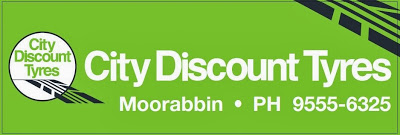 City
Discount
Tyres
City Discount Tyres
Moorabbin • PH 9555-6325